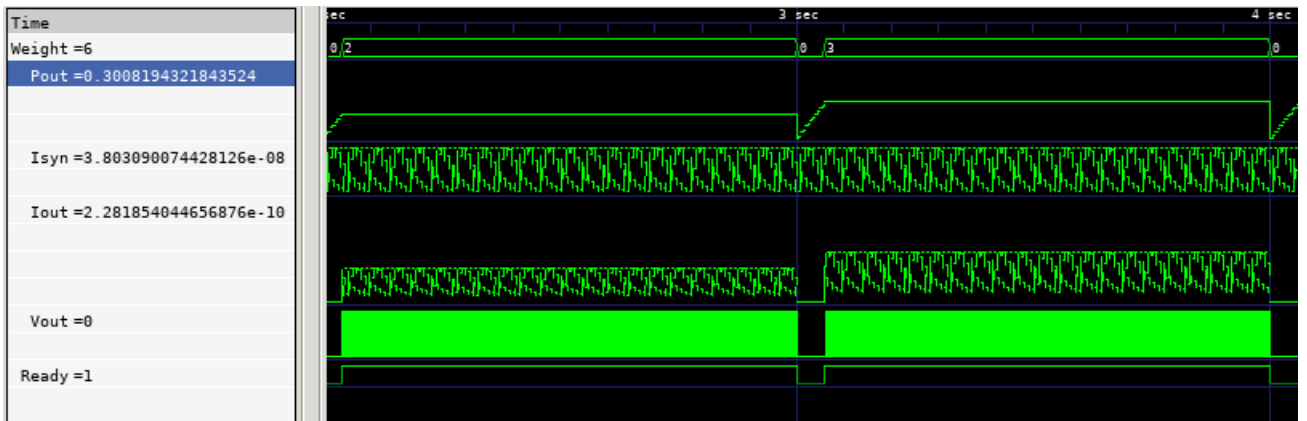 Time
sec 3 sec 4 sec
Weight =6
0 2 0 3 0
Pout =0.3008194321843524
Isyn =3.803090074428126e-08
Iout =2.281854044656876e-10
Vout =0
Ready =1